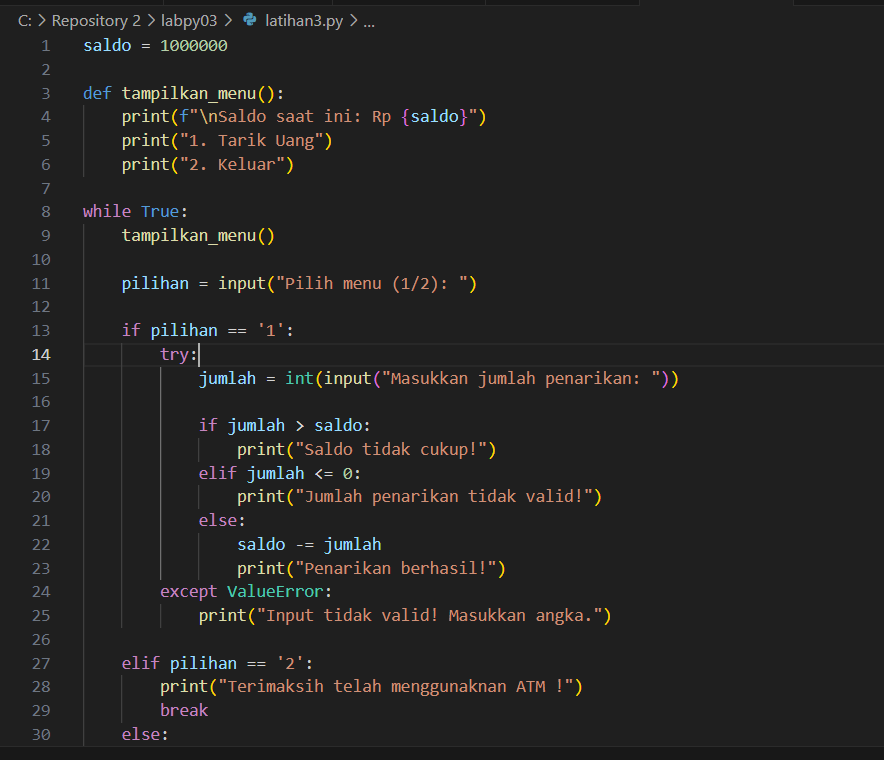 C: > Repository 2 > labpy03 > latihan3.py > ...
1 saldo = 1000000
2
3 def tampilkan_menu():
4     print(f"\nSaldo saat ini: Rp {saldo}")
5     print("1. Tarik Uang")
6     print("2. Keluar")
7
8 while True:
9     tampilkan_menu()
10
11     pilihan = input("Pilih menu (1/2): ")
12
13     if pilihan == '1':
14         try:
15             jumlah = int(input("Masukkan jumlah penarikan: "))
16
17             if jumlah > saldo:
18                 print("Saldo tidak cukup!")
19             elif jumlah <= 0:
20                 print("Jumlah penarikan tidak valid!")
21             else:
22                 saldo -= jumlah
23                 print("Penarikan berhasil!")
24         except ValueError:
25             print("Input tidak valid! Masukkan angka.")
26
27     elif pilihan == '2':
28         print("Terimaksih telah menggunaknan ATM !")
29         break
30     else: